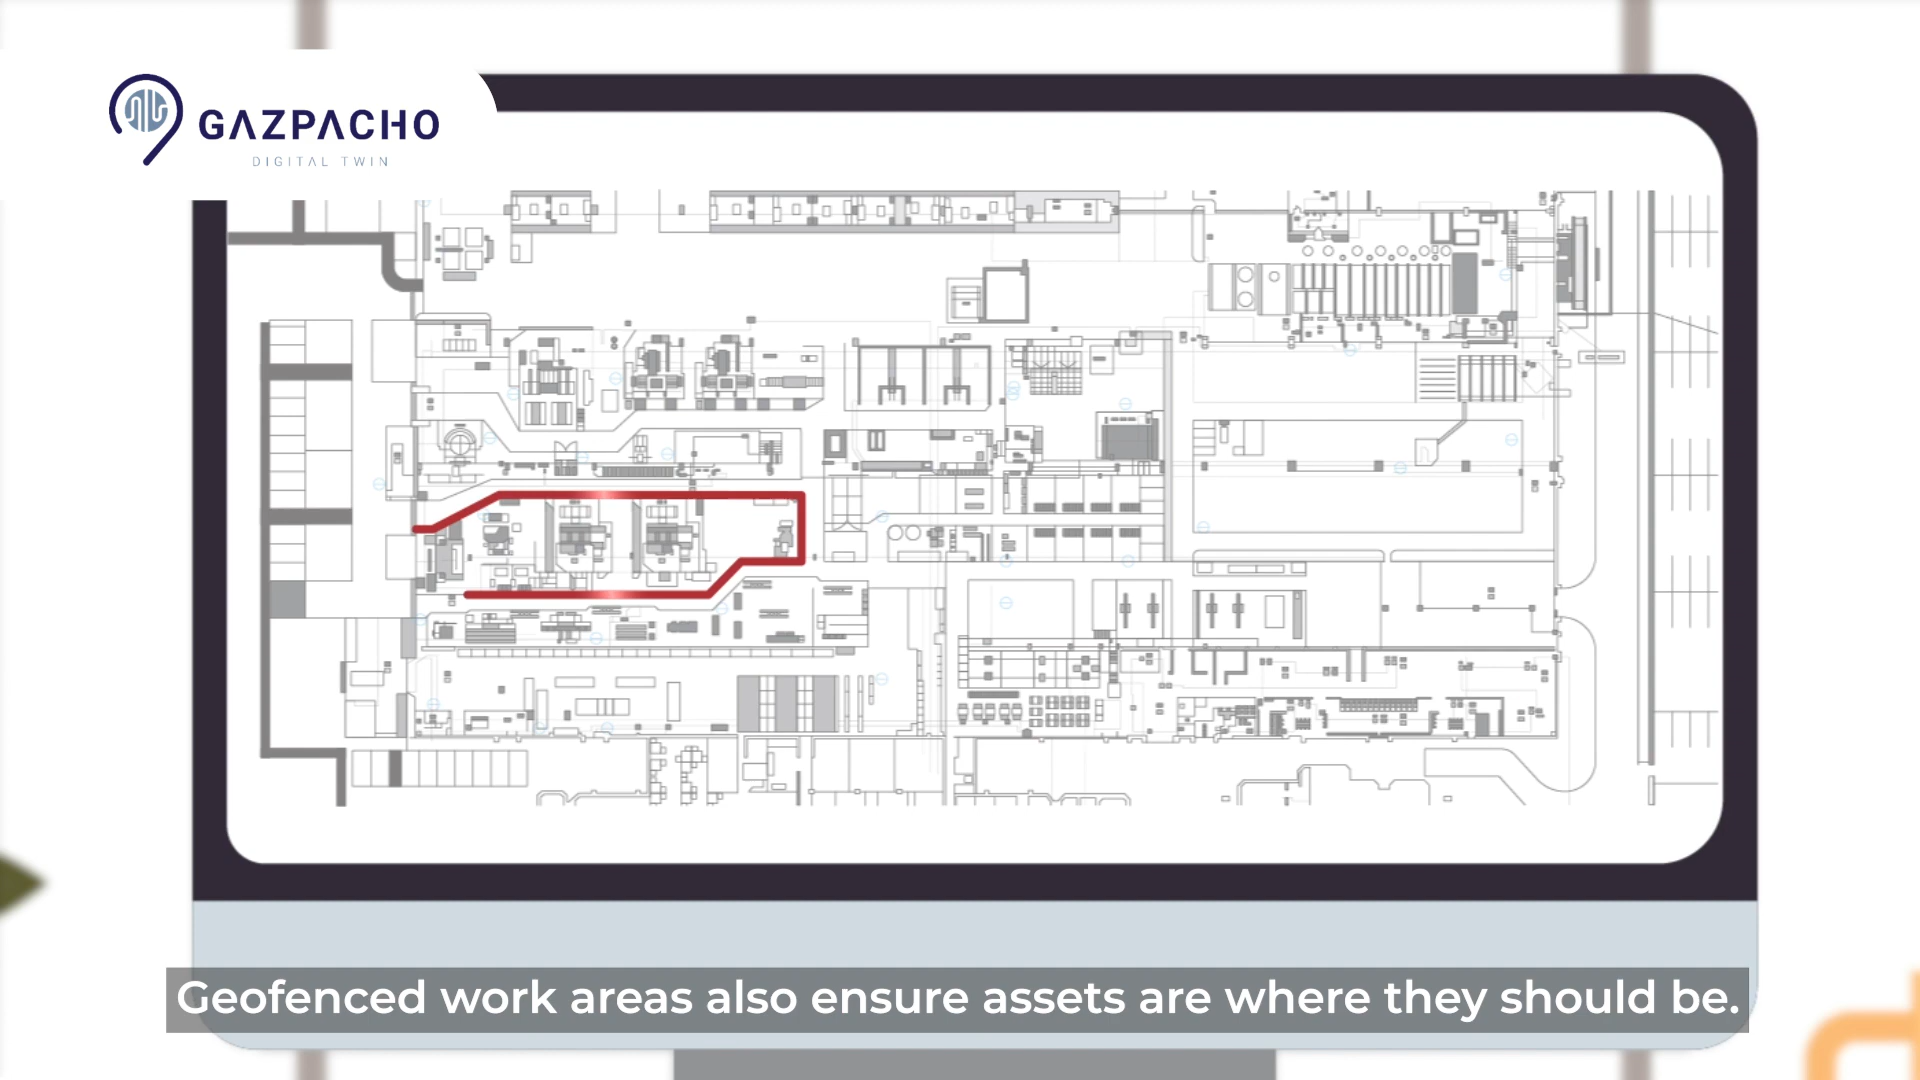 GAZPACHO
DIGITAL TWIN
Geofenced work areas also ensure assets are where they should be.